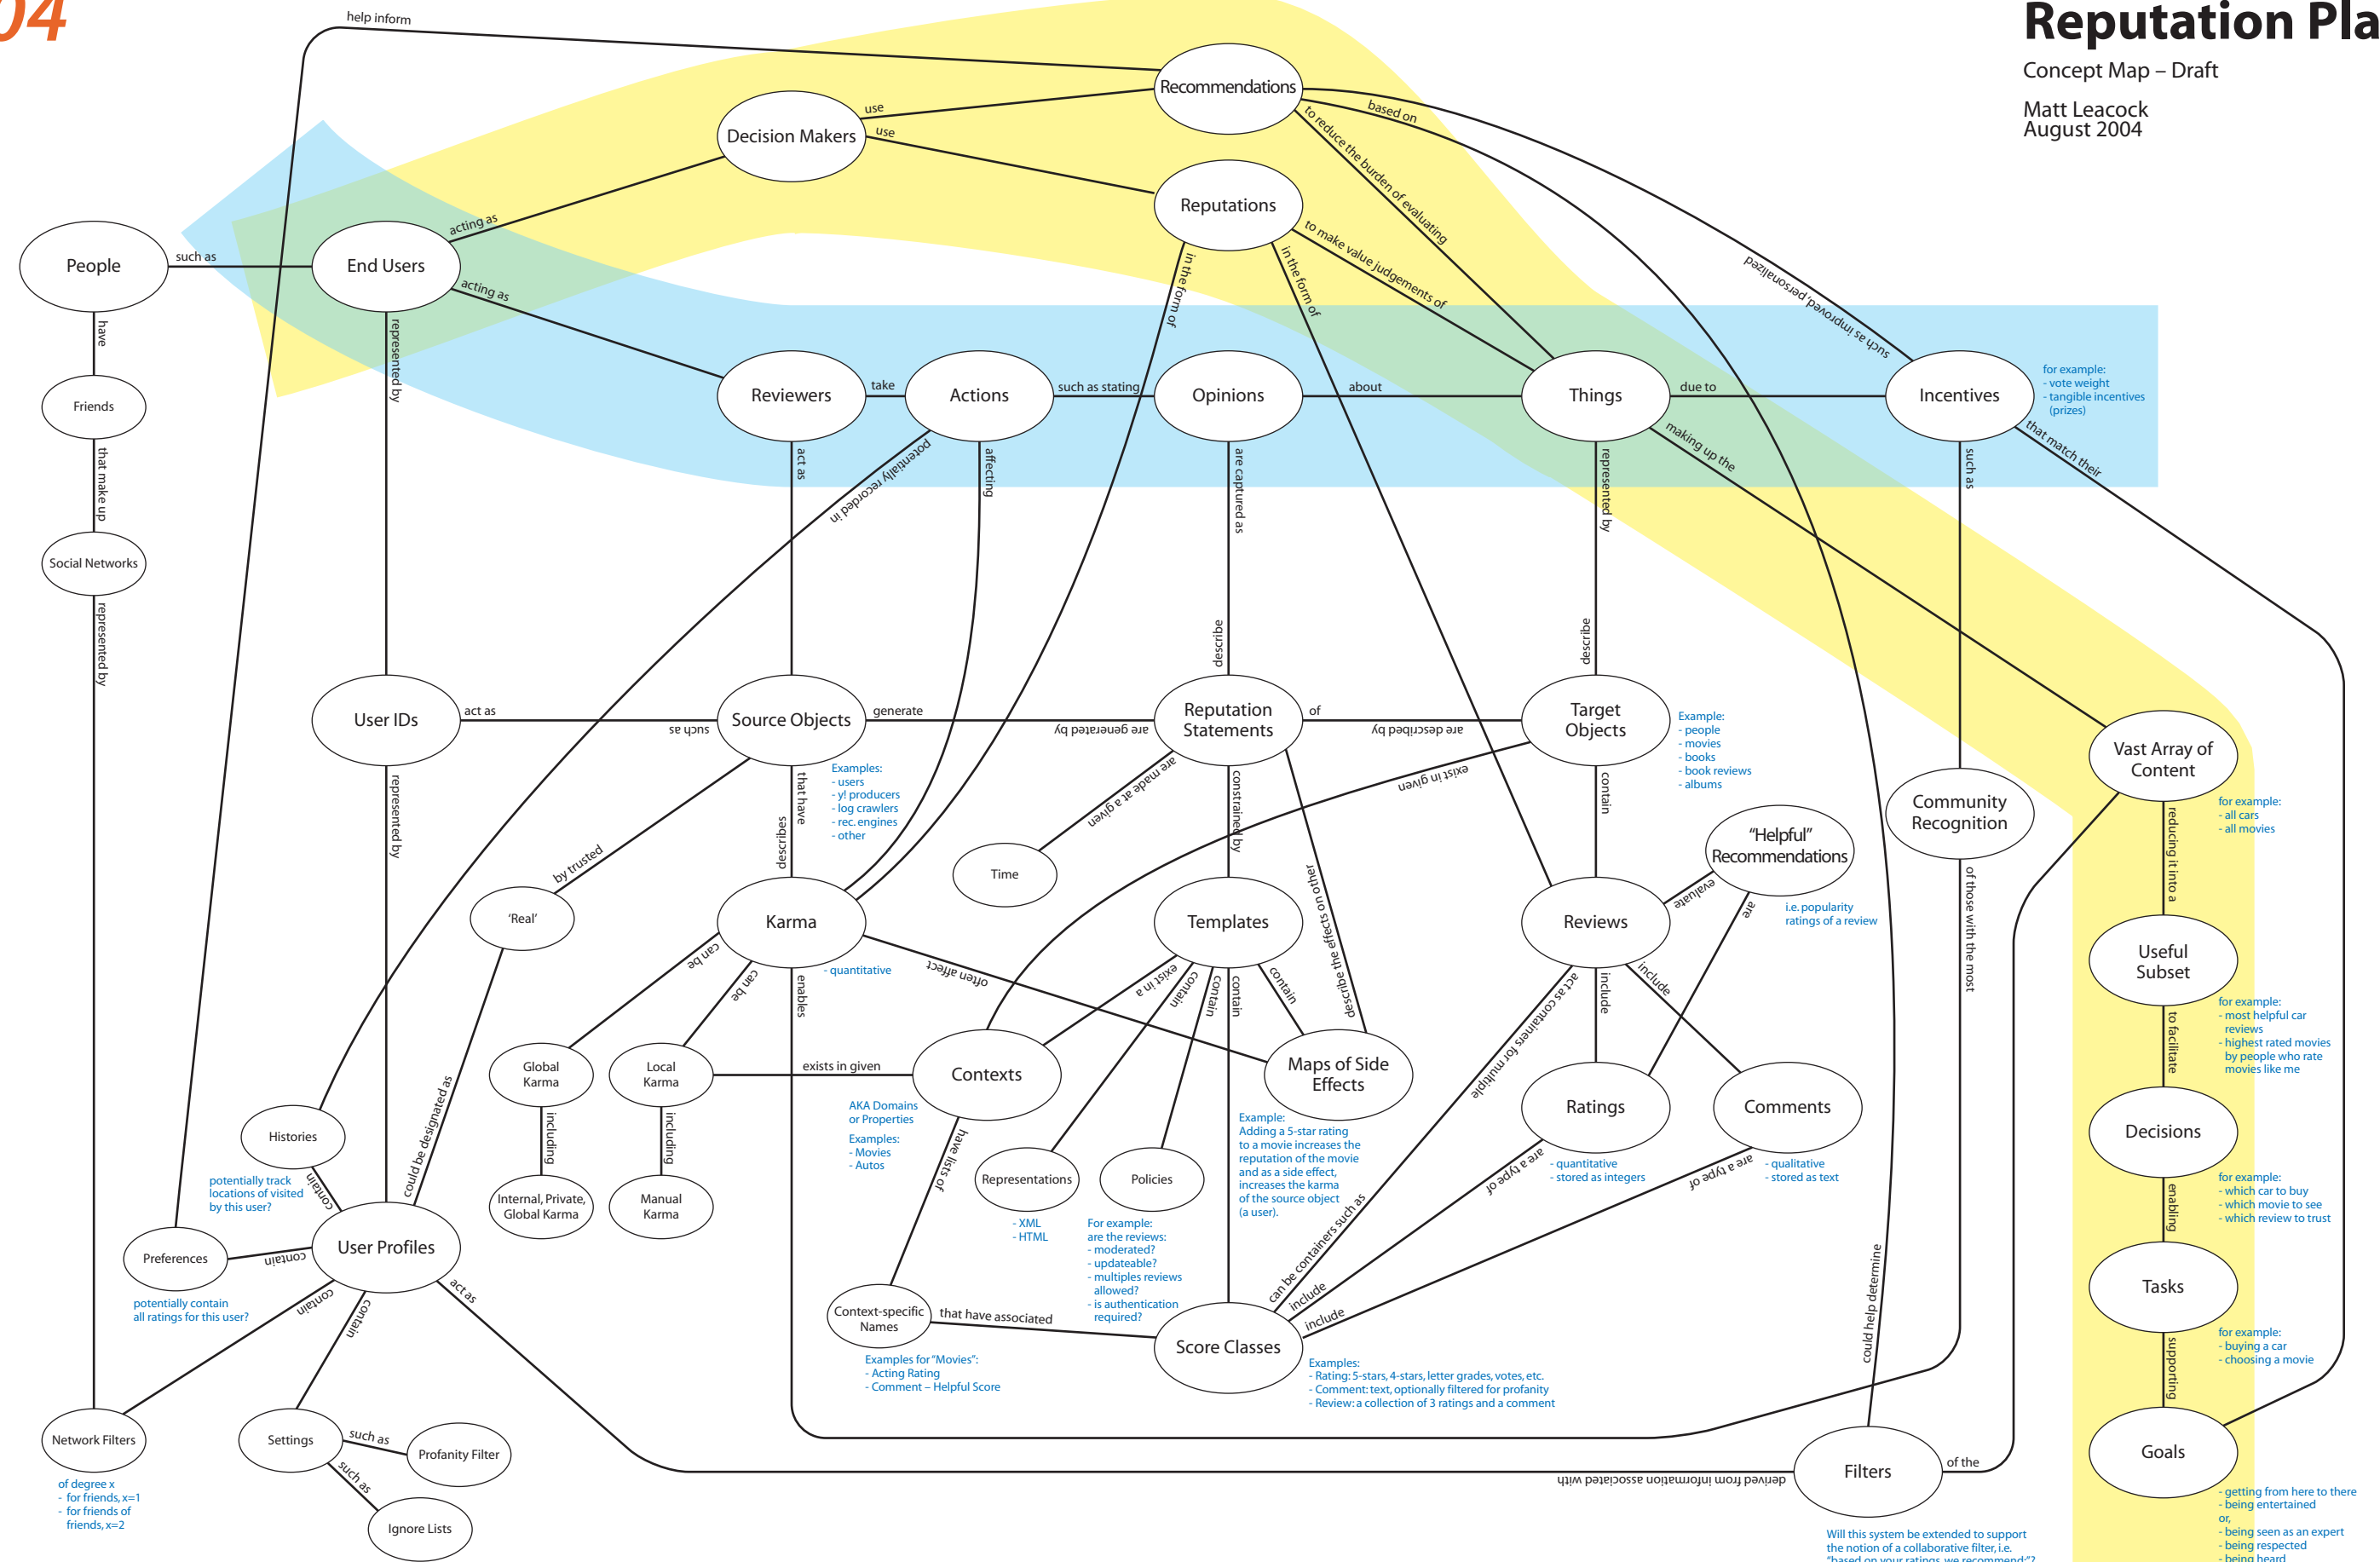 04
Reputation Pla
Concept Map – Draft
Matt Leacock
August 2004
help inform
Recommendations
Decision Makers
use
use
based on
to reduce the burden of evaluating
Reputations
to make value judgements of
in the form of
in the form of
such as improved, personalized
People
such as
End Users
acting as
acting as
have
represented by
Friends
that make up
Social Networks
represented by
Reviewers
take
Actions
such as stating
Opinions
about
Things
due to
Incentives
for example:
- vote weight
- tangible incentives
(prizes)
that match their
making up the
act as
potentially recorded in
affecting
are captured as
represented by
such as
describe
describe
User IDs
act as
such as
Source Objects
generate
are generated by
Reputation
Statements
of
are described by
Target
Objects
Example:
- people
- movies
- books
- book reviews
- albums
Vast Array of
Content
for example:
- all cars
- all movies
represented by
by trusted
that have
describes
Examples:
- users
- y! producers
- log crawlers
- rec. engines
- other
are made at a given
constrained by
describe the effects on other
exist in given
contain
Community
Recognition
of those with the most
reducing it into a
Time
'Real'
"Helpful"
Recommendations
i.e. popularity
ratings of a review
evaluate
are
Karma
- quantitative
Templates
Reviews
Useful
Subset
for example:
- most helpful car
reviews
- highest rated movies
by people who rate
movies like me
can be
can be
enables
often affect
exist in a
contain
contain
contain
contain
act as containers for multiple
include
include
to facilitate
Global
Karma
Local
Karma
exists in given
Contexts
AKA Domains
or Properties
Examples:
- Movies
- Autos
Maps of Side
Effects
Example:
Adding a 5-star rating
to a movie increases the
reputation of the movie
and as a side effect,
increases the karma
of the source object
(a user).
Ratings
- quantitative
- stored as integers
Comments
- qualitative
- stored as text
Decisions
for example:
- which car to buy
- which movie to see
- which review to trust
Histories
potentially track
locations of visited
by this user?
contain
could be designated as
including
including
have lists of
Internal, Private,
Global Karma
Manual
Karma
Representations
- XML
- HTML
Policies
For example:
are the reviews:
- moderated?
- updateable?
- multiples reviews
allowed?
- is authentication
required?
are a type of
are a type of
enabling
Preferences
potentially contain
all ratings for this user?
contain
User Profiles
contain
contain
act as
can be containers such as
include
include
could help determine
Tasks
for example:
- buying a car
- choosing a movie
supporting
Context-specific
Names
that have associated
Examples for "Movies":
- Acting Rating
- Comment – Helpful Score
Score Classes
Examples:
- Rating: 5-stars, 4-stars, letter grades, votes, etc.
- Comment: text, optionally filtered for profanity
- Review: a collection of 3 ratings and a comment
Network Filters
of degree x
- for friends, x=1
- for friends of
friends, x=2
Settings
such as
Profanity Filter
such as
Ignore Lists
derived from information associated with
Filters
of the
Will this system be extended to support
the notion of a collaborative filter, i.e.
"based on your ratings, we recommend:"?
Goals
- getting from here to there
- being entertained
or,
- being seen as an expert
- being respected
- being heard